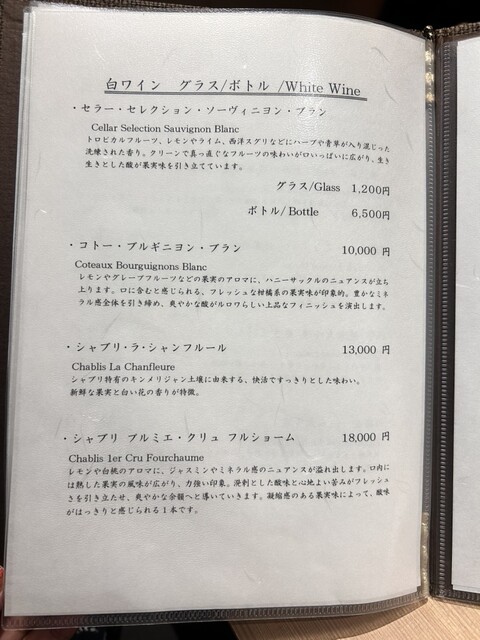 白ワイン グラス/ボトル /White Wine
・セラー・セレクション・ソーヴィニヨン・ブラン
Cellar Selection Sauvignon Blanc
トロピカルフルーツ、レモンやライム、西洋スグリなどにハーブや青草が入り混じった
洗練された香り。クリーンで真っ直ぐなフルーツの味わいが口いっぱいに広がり、生き
生きとした酸が果実味を引き立てています。
グラス/Glass 1,200円
ボトル/ Bottle 6,500円
・コトー・ブルギニヨン・ブラン 10,000 円
Coteaux Bourguignons Blanc
レモンやグレープフルーツなどの果実のアロマに、ハニーサックルのニュアンスが立ち
上ります。口に含むと感じられる、フレッシュな柑橘系の果実味が印象的。豊かなミネ
ラル感全体を引き締め、爽やかな酸がルロワらしい上品なフィニッシュを演出します。
・シャブリ・ラ・シャンフルール 13,000 円
Chablis La Chanfleure
シャブリ特有のキンメリジャン土壌に由来する、快活ですっきりとした味わい。
新鮮な果実と白い花の香りが特徴。
・シャブリ プルミエ・クリュ フルショーム 18,000 円
Chablis 1er Cru Fourchaume
レモンや白桃のアロマに、ジャスミンやミネラル感のニュアンスが溢れ出します。口内に
は熟した果実の風味が広がり、力強い印象。溌剌とした酸味と心地よい苦みがフレッシュ
さを引き立たせ、爽やかな余韻へと導いていきます。凝縮感のある果実味によって、酸味
がはっきりと感じられる１本です。